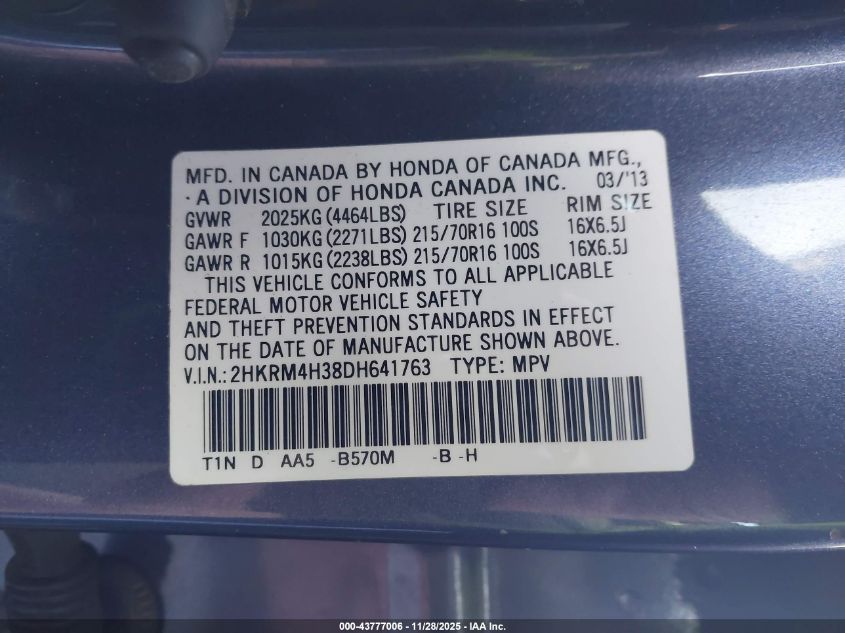 MFD. IN CANADA BY HONDA OF CANADA MFG.,
·A DIVISION OF HONDA CANADA INC. 03/'13
GVWR 2025KG (4464LBS) TIRE SIZE RIM SIZE
GAWR F 1030KG (2271LBS) 215/70R16 100S 16X6.5J
GAWR R 1015KG (2238LBS) 215/70R16 100S 16X6.5J
THIS VEHICLE CONFORMS TO ALL APPLICABLE
FEDERAL MOTOR VEHICLE SAFETY
AND THEFT PREVENTION STANDARDS IN EFFECT
ON THE DATE OF MANUFACTURE SHOWN ABOVE.
V.I.N.: 2HKRM4H38DH641763 TYPE: MPV
T1N D AA5 -B570M -B -H
000-43777006 - 11/28/2025 - IAA Inc.